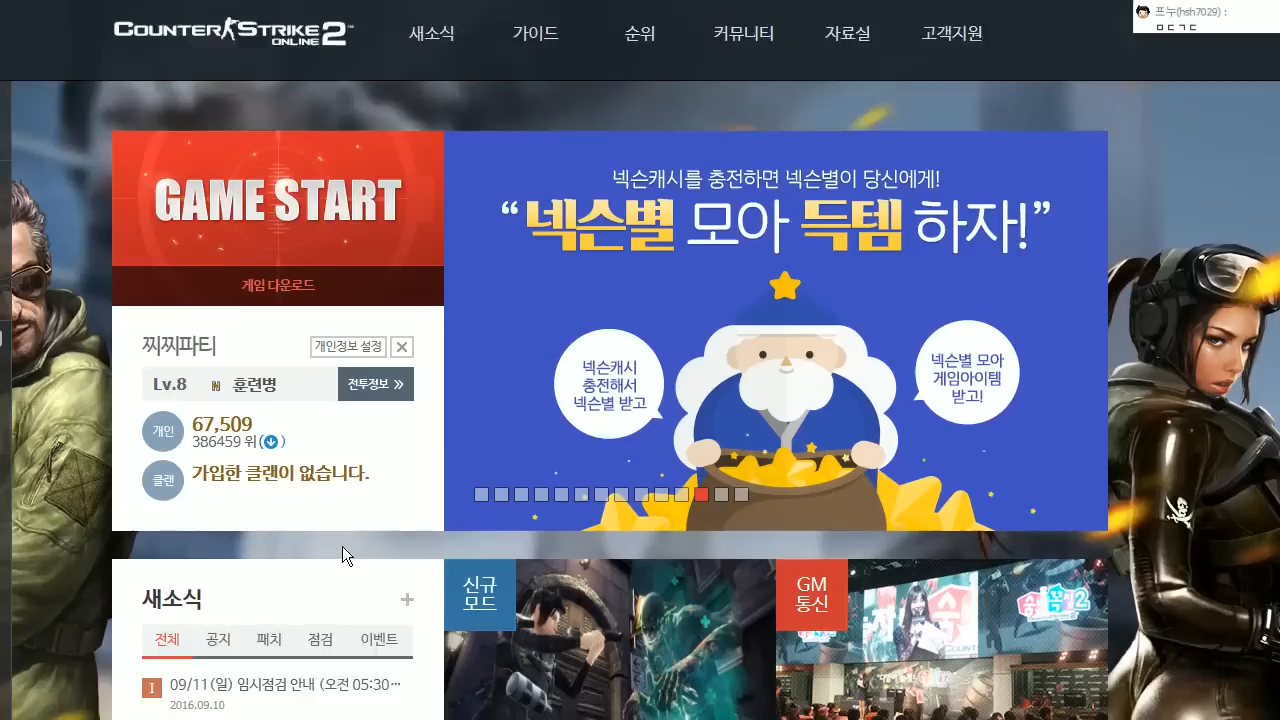 COUNTER STRIKE
ONLINE 2
새소식
가이드
순위
커뮤니티
자료실
고객지원
프누(hsh7029) :
ㅁㄷㄱㄷ
GAME START
게임 다운로드
넥슨캐시를 충전하면 넥슨별이 당신에게!
“넥슨별 모아 득템 하자!”
찌찌파티
개인정보 설정
Lv.8
N
훈련병
전투정보 »
개인
67,509
386459 위( )
클랜
가입한 클랜이 없습니다.
넥슨캐시
충전해서
넥슨별 받고
넥슨별 모아
게임아이템
받고!
새소식
+
전체
공지
패치
점검
이벤트
I
09/11(일) 임시점검 안내 (오전 05:30…
2016.09.10
신규
모드
GM
통신